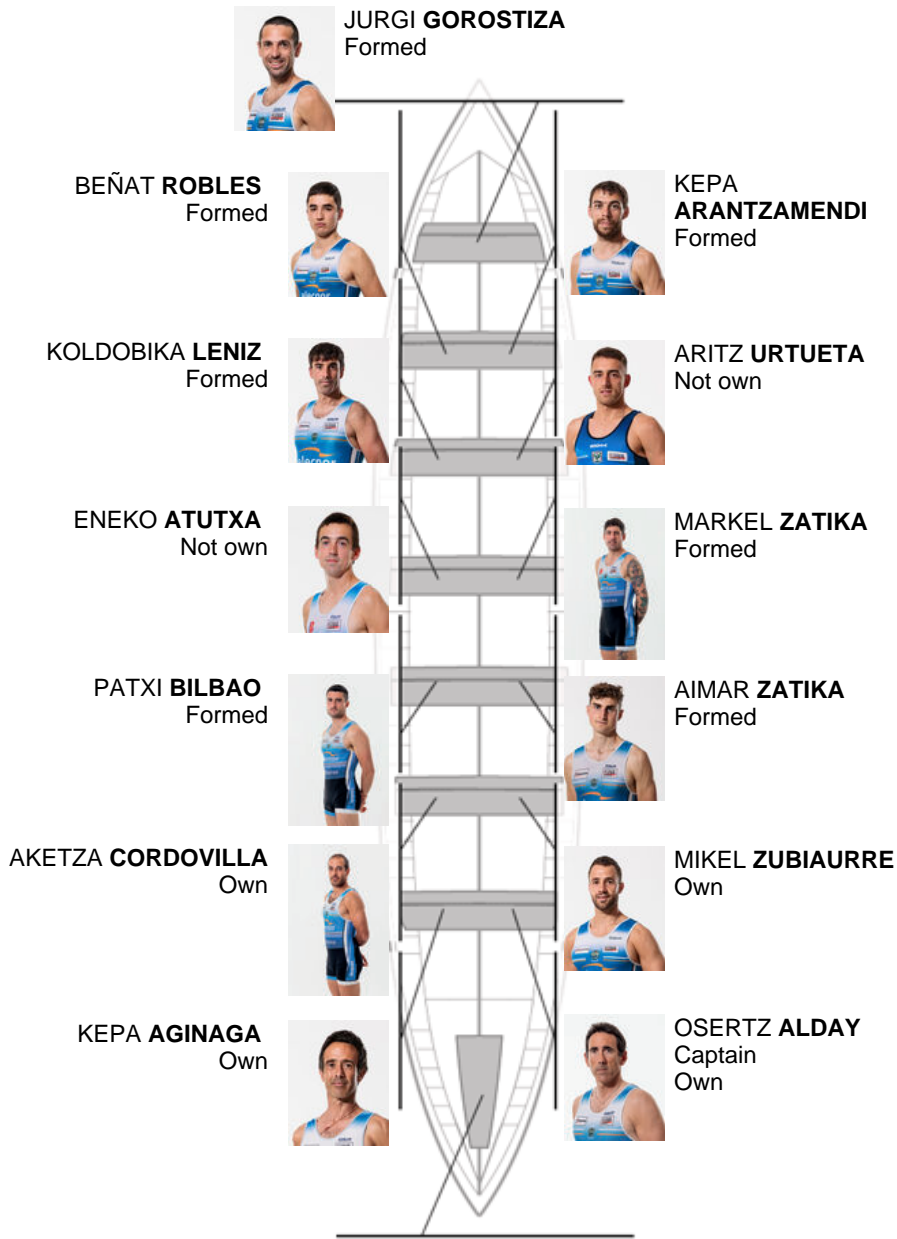 JURGI GOROSTIZA
Formed
BEÑAT ROBLES
Formed
KEPA
ARANTZAMENDI
Formed
KOLDOBIKA LENIZ
Formed
ARITZ URTUETA
Not own
ENEKO ATUTXA
Not own
MARKEL ZATIKA
Formed
PATXI BILBAO
Formed
AIMAR ZATIKA
Formed
AKETZA CORDOVILLA
Own
MIKEL ZUBIAURRE
Own
KEPA AGINAGA
Own
OSERTZ ALDAY
Captain
Own